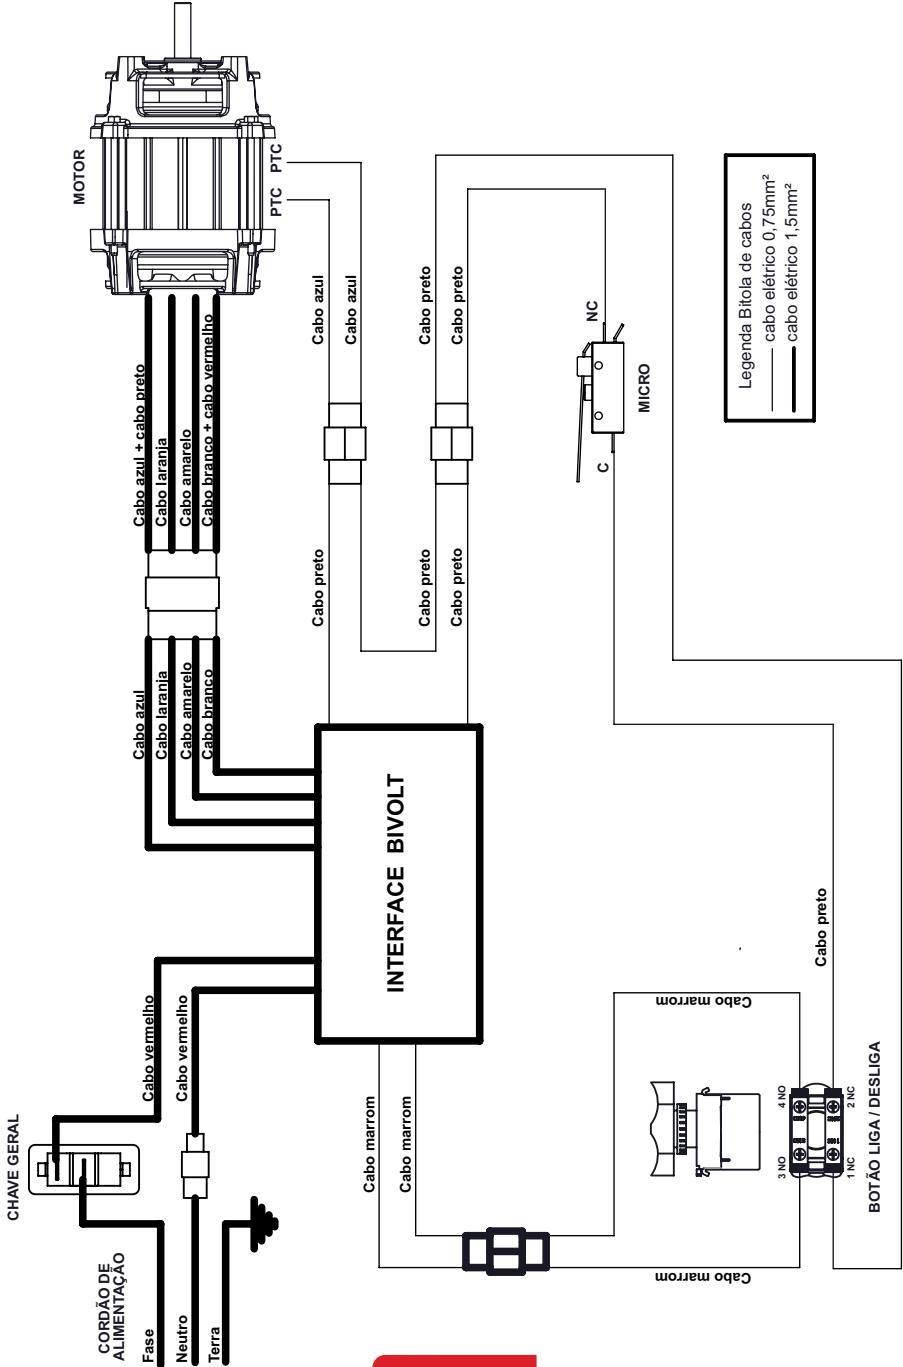 MOTOR
PTC
PTC
Cabo azul + cabo preto
Cabo laranja
Cabo amarelo
Cabo branco + cabo vermelho
Cabo azul
Cabo azul
Cabo preto
Cabo preto
NC
MICRO
C
Legenda Bitola de cabos
cabo elétrico 0,75mm²
cabo elétrico 1,5mm²
Cabo azul
Cabo laranja
Cabo amarelo
Cabo branco
Cabo preto
Cabo preto
Cabo preto
INTERFACE BIVOLT
CHAVE GERAL
Cabo vermelho
Cabo vermelho
CORDÃO DE
ALIMENTAÇÃO
Fase
Neutro
Terra
Cabo marrom
Cabo marrom
Cabo marrom
Cabo marrom
Cabo preto
3 NO
4 NO
1 NC
2 NC
BOTÃO LIGA / DESLIGA